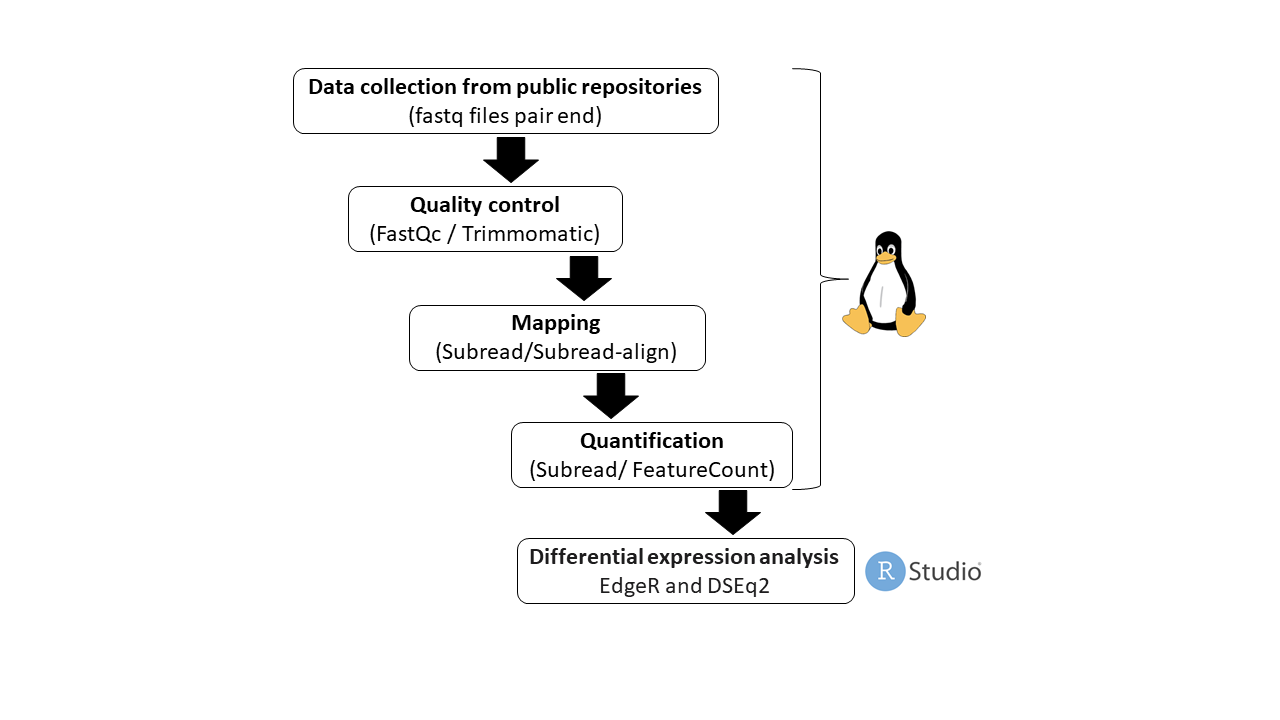 Data collection from public repositories
(fastq files pair end)
Quality control
(FastQc / Trimmomatic)
Mapping
(Subread/Subread-align)
Quantification
(Subread/ FeatureCount)
Differential expression analysis
EdgeR and DSEq2
R Studio